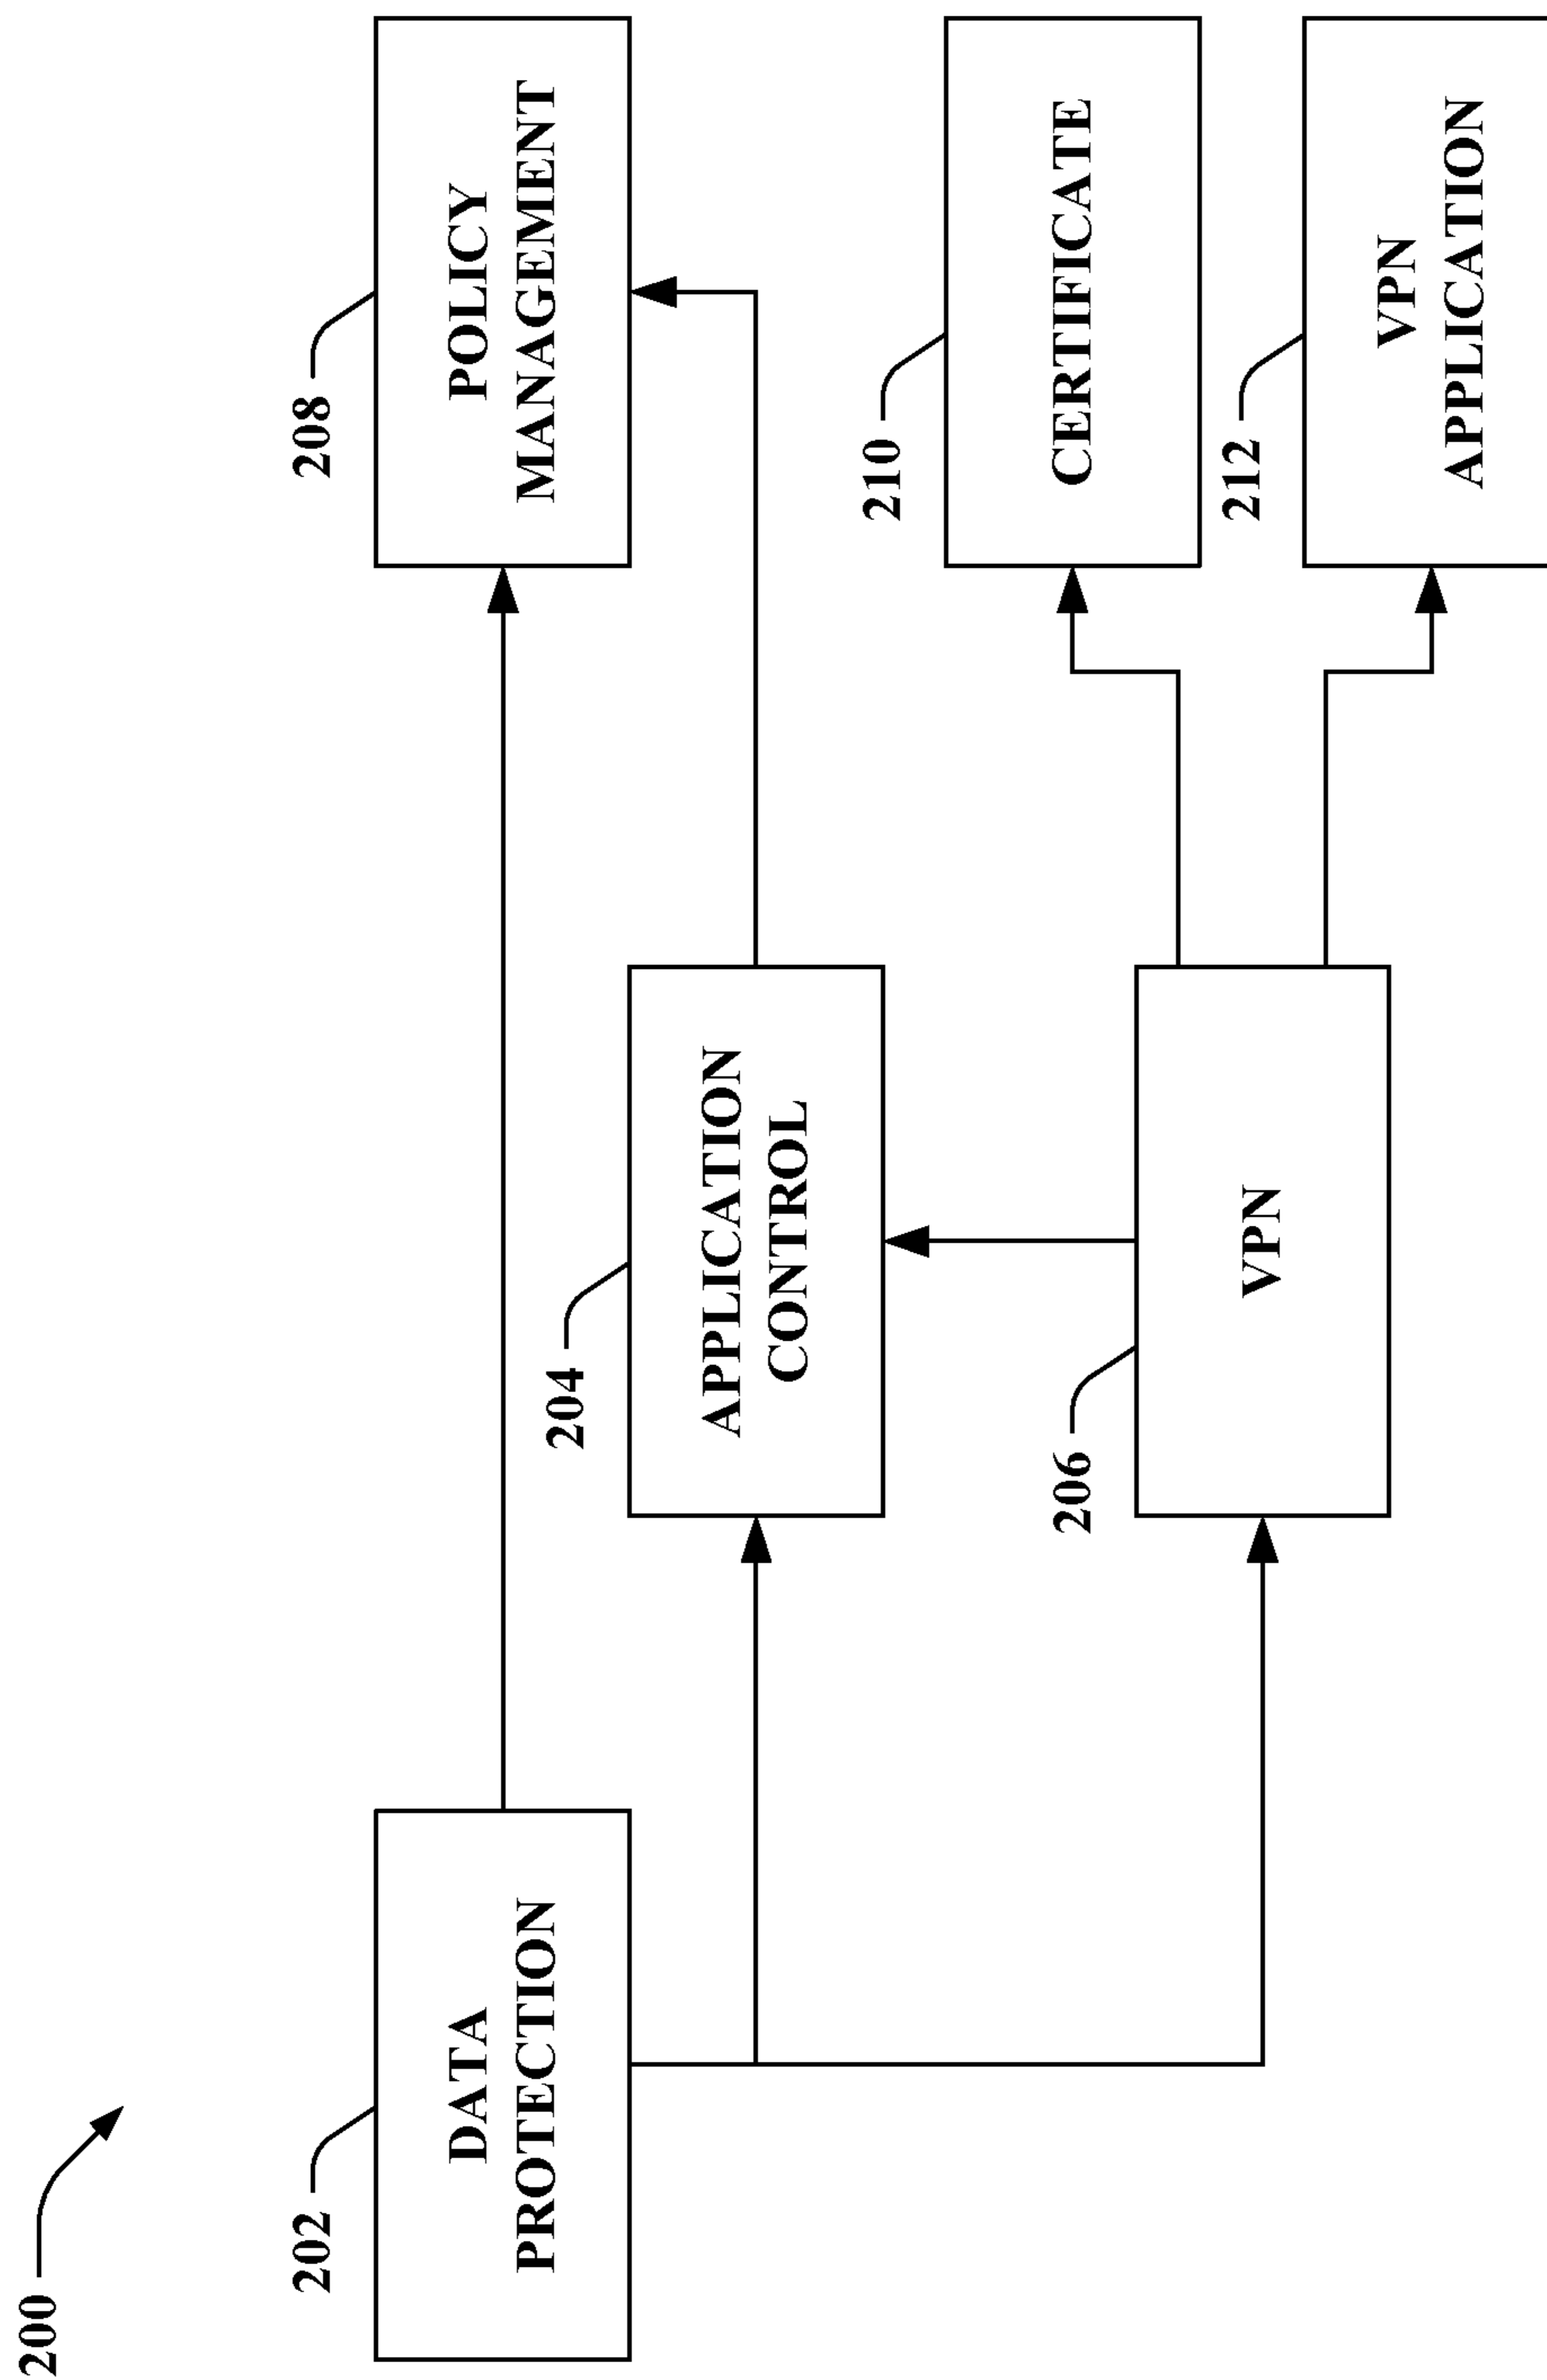 200
202
DATA
PROTECTION
204
APPLICATION
CONTROL
206
VPN
208
POLICY
MANAGEMENT
210
CERTIFICATE
212
VPN
APPLICATION